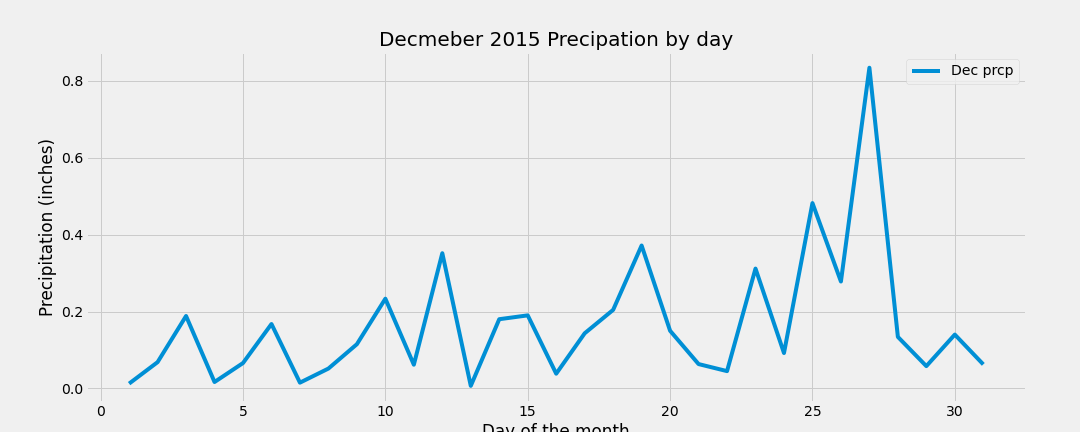 Decmeber 2015 Precipation by day
Dec prcp
Precipitation (inches)
0.8
0.6
0.4
0.2
0.0
0 5 10 15 20 25 30
Day of the month